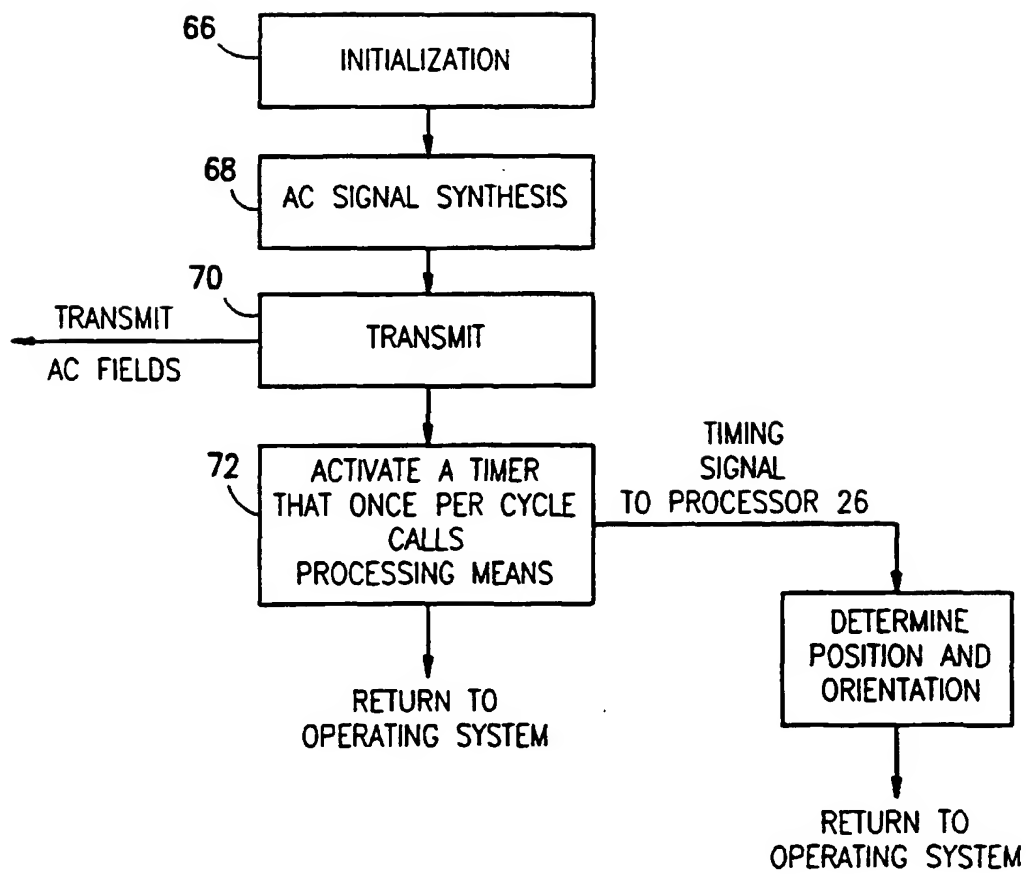 66
INITIALIZATION
68
AC SIGNAL SYNTHESIS
70
TRANSMIT
TRANSMIT
AC FIELDS
72
ACTIVATE A TIMER
THAT ONCE PER CYCLE
CALLS
PROCESSING MEANS
TIMING
SIGNAL
TO PROCESSOR 26
DETERMINE
POSITION AND
ORIENTATION
RETURN TO
OPERATING SYSTEM
RETURN TO
OPERATING SYSTEM